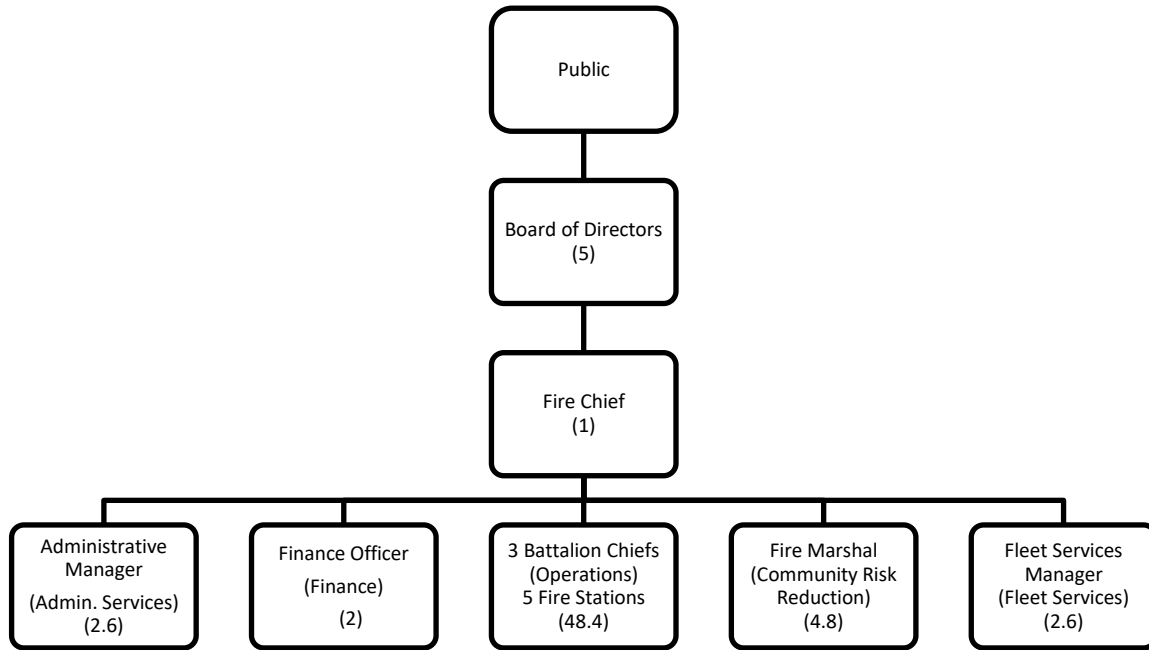 Public
Board of Directors
(5)
Fire Chief
(1)
Administrative
Manager
(Admin. Services)
(2.6)
Finance Officer
(Finance)
(2)
3 Battalion Chiefs
(Operations)
5 Fire Stations
(48.4)
Fire Marshal
(Community Risk
Reduction)
(4.8)
Fleet Services
Manager
(Fleet Services)
(2.6)